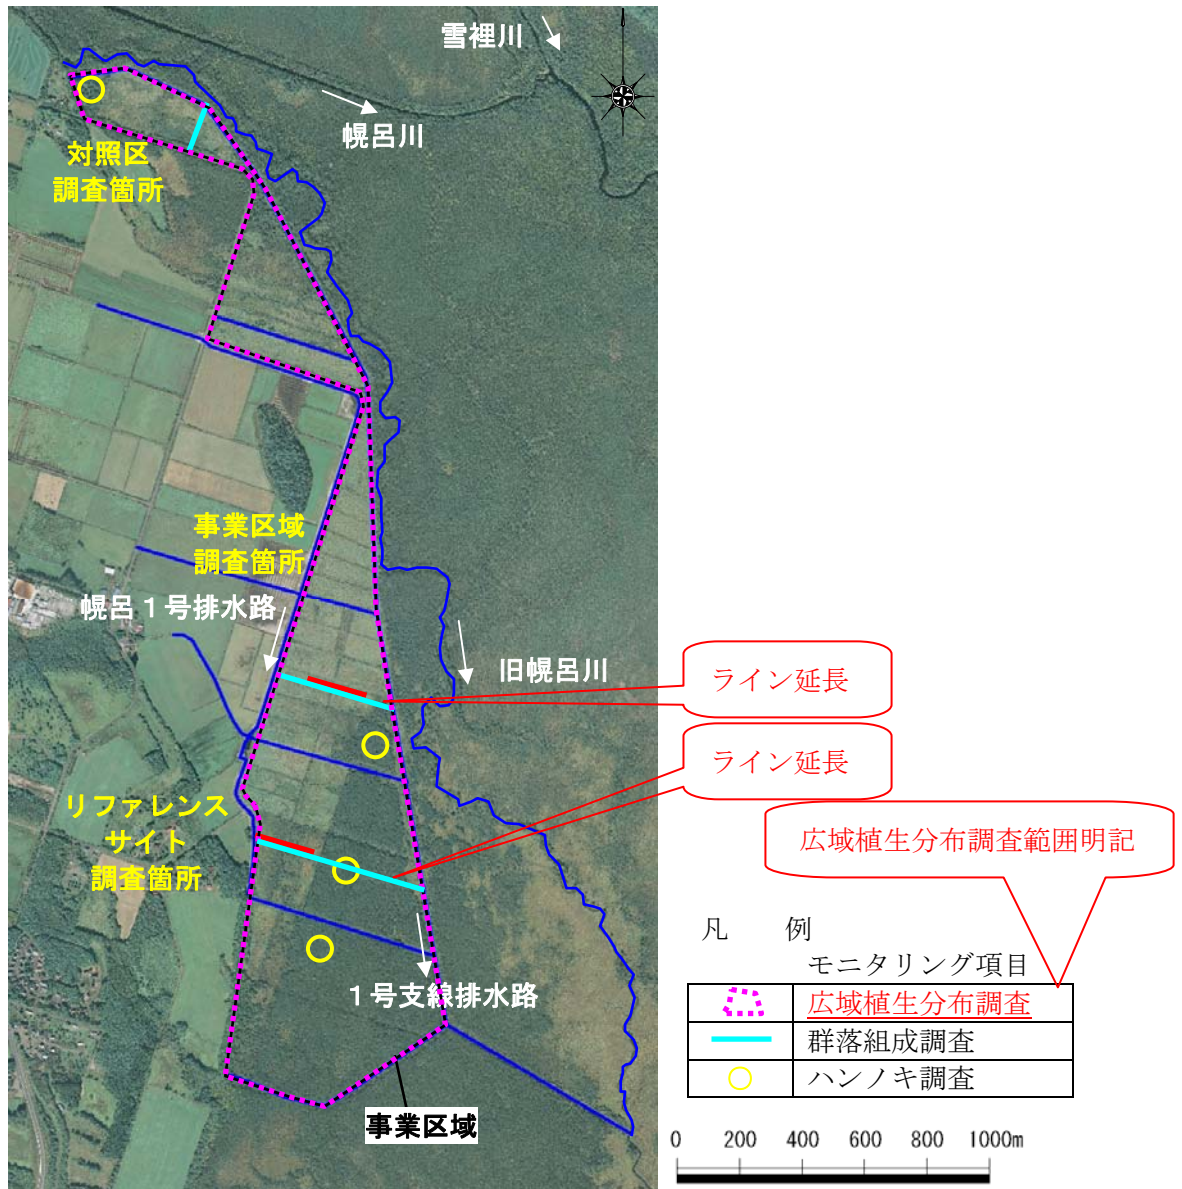 雪裡川
幌呂川
対照区
調査箇所
事業区域
調査箇所
幌呂１号排水路
旧幌呂川
ライン延長
ライン延長
リファレンス
サイト
調査箇所
広域植生分布調査範囲明記
１号支線排水路
事業区域
凡　例
モニタリング項目
広域植生分布調査
群落組成調査
ハンノキ調査
0 200 400 600 800 1000m